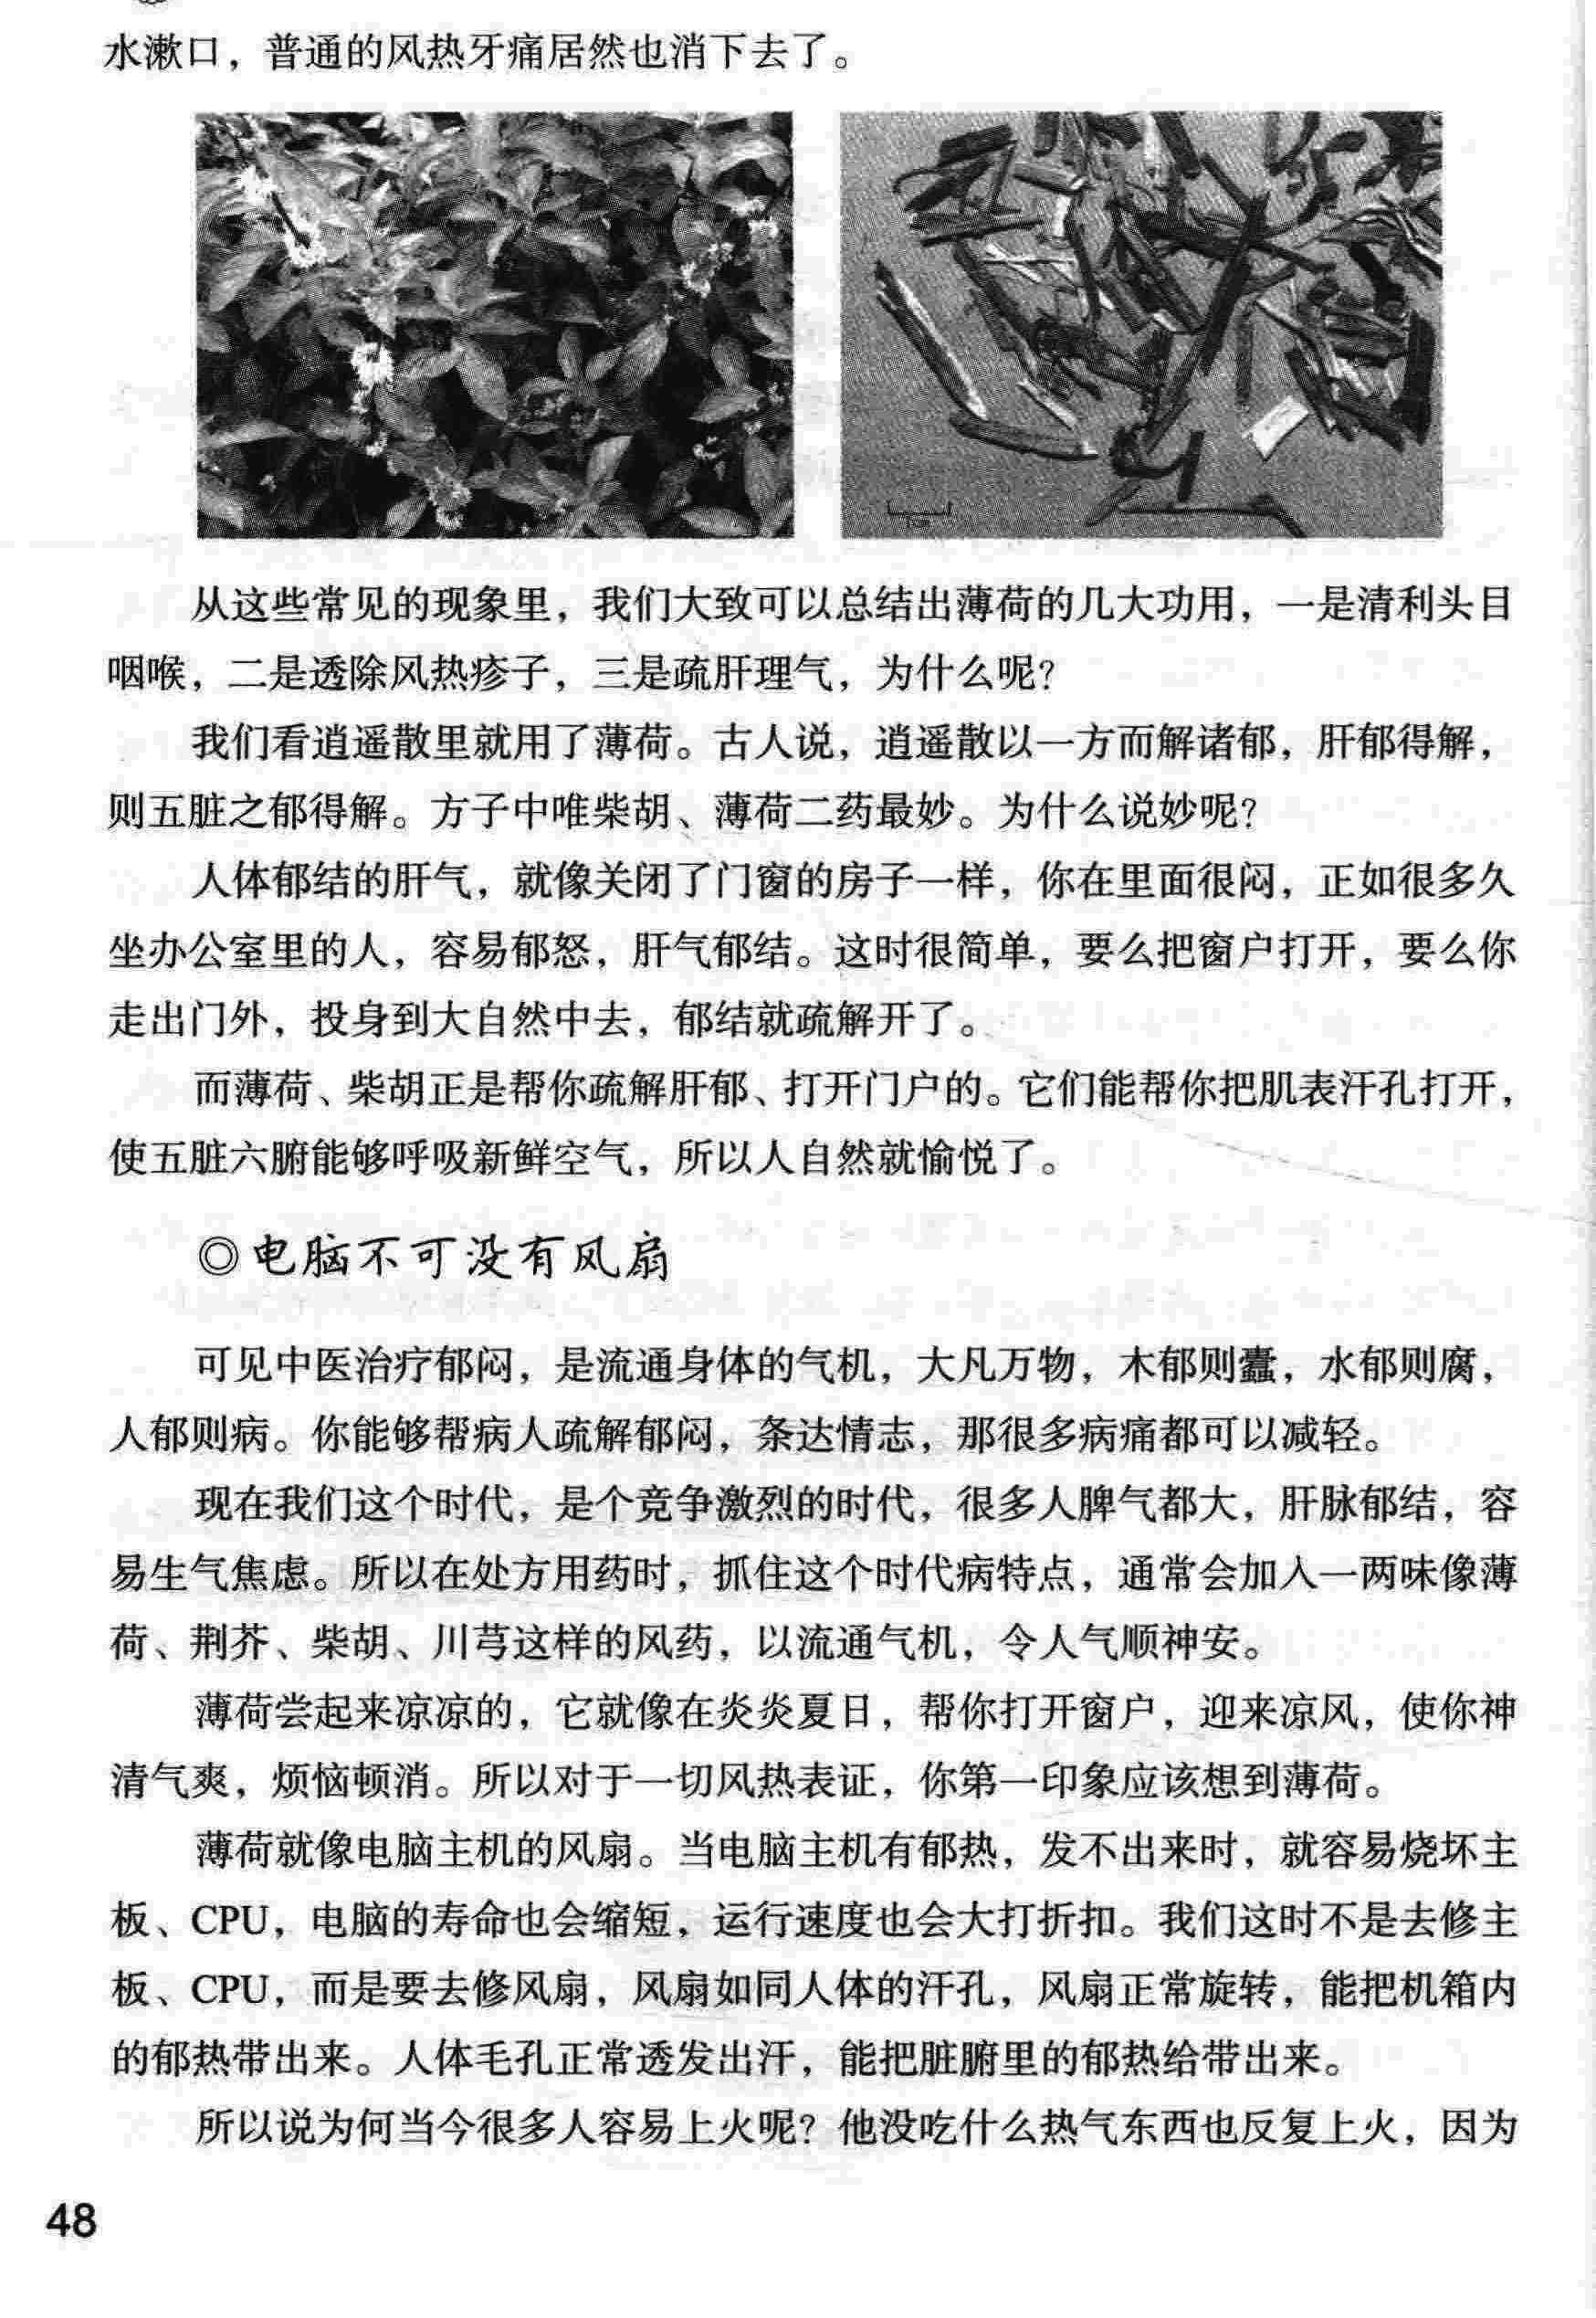 水漱口，普通的风热牙痛居然也消下去了。
从这些常见的现象里，我们大致可以总结出薄荷的几大功用，一是清利头目
咽喉，二是透除风热疹子，三是疏肝理气，为什么呢？
我们看逍遥散里就用了薄荷。古人说，逍遥散以一方而解诸郁，肝郁得解，
则五脏之郁得解。方子中唯柴胡、薄荷二药最妙。为什么说妙呢？
人体郁结的肝气，就像关闭了门窗的房子一样，你在里面很闷，正如很多久
坐办公室里的人，容易郁怒，肝气郁结。这时很简单，要么把窗户打开，要么你
走出门外，投身到大自然中去，郁结就疏解开了。
而薄荷、柴胡正是帮你疏解肝郁、打开门户的。它们能帮你把肌表汗孔打开，
使五脏六腑能够呼吸新鲜空气，所以人自然就愉悦了。
◎电脑不可没有风扇
可见中医治疗郁闷，是流通身体的气机，大凡万物，木郁则蠹，水郁则腐，
人郁则病。你能够帮病人疏解郁闷，条达情志，那很多病痛都可以减轻。
现在我们这个时代，是个竞争激烈的时代，很多人脾气都大，肝脉郁结，容
易生气焦虑。所以在处方用药时，抓住这个时代病特点，通常会加入一两味像薄
荷、荆芥、柴胡、川芎这样的风药，以流通气机，令人气顺神安。
薄荷尝起来凉凉的，它就像在炎炎夏日，帮你打开窗户，迎来凉风，使你神
清气爽，烦恼顿消。所以对于一切风热表证，你第一印象应该想到薄荷。
薄荷就像电脑主机的风扇。当电脑主机有郁热，发不出来时，就容易烧坏主
板、CPU，电脑的寿命也会缩短，运行速度也会大打折扣。我们这时不是去修主
板、CPU，而是要去修风扇，风扇如同人体的汗孔，风扇正常旋转，能把机箱内
的郁热带出来。人体毛孔正常透发出汗，能把脏腑里的郁热给带出来。
所以说为何当今很多人容易上火呢？他没吃什么热气东西也反复上火，因为
48